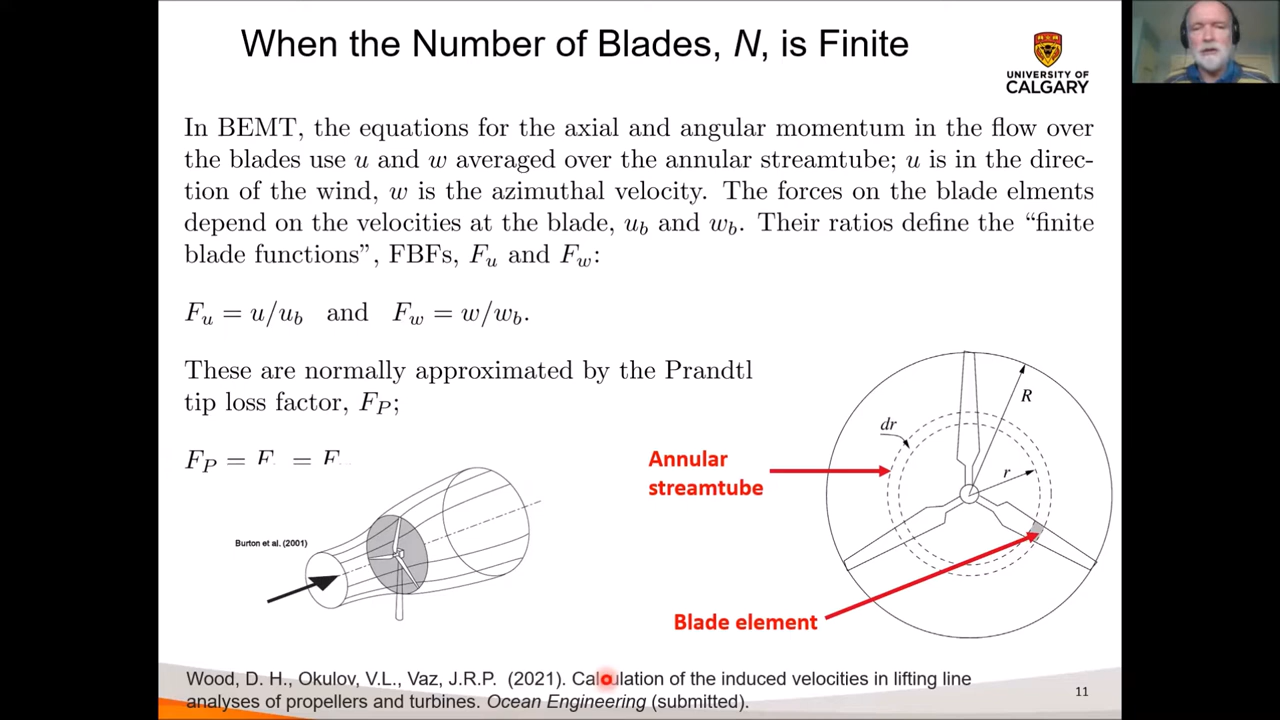 When the Number of Blades, N, is Finite
UNIVERSITY OF
CALGARY
In BEMT, the equations for the axial and angular momentum in the flow over
the blades use u and w averaged over the annular streamtube; u is in the direc-
tion of the wind, w is the azimuthal velocity. The forces on the blade elments
depend on the velocities at the blade, u_b and w_b. Their ratios define the “finite
blade functions”, FBFs, F_u and F_w:
F_u = u/u_b and F_w = w/w_b.
These are normally approximated by the Prandtl
tip loss factor, F_P;
F_P = F = F
Burton et al. (2001)
Annular
streamtube
Blade element
dr
R
r
Wood, D. H., Okulov, V.L., Vaz, J.R.P. (2021). Calculation of the induced velocities in lifting line
analyses of propellers and turbines. Ocean Engineering (submitted).
11